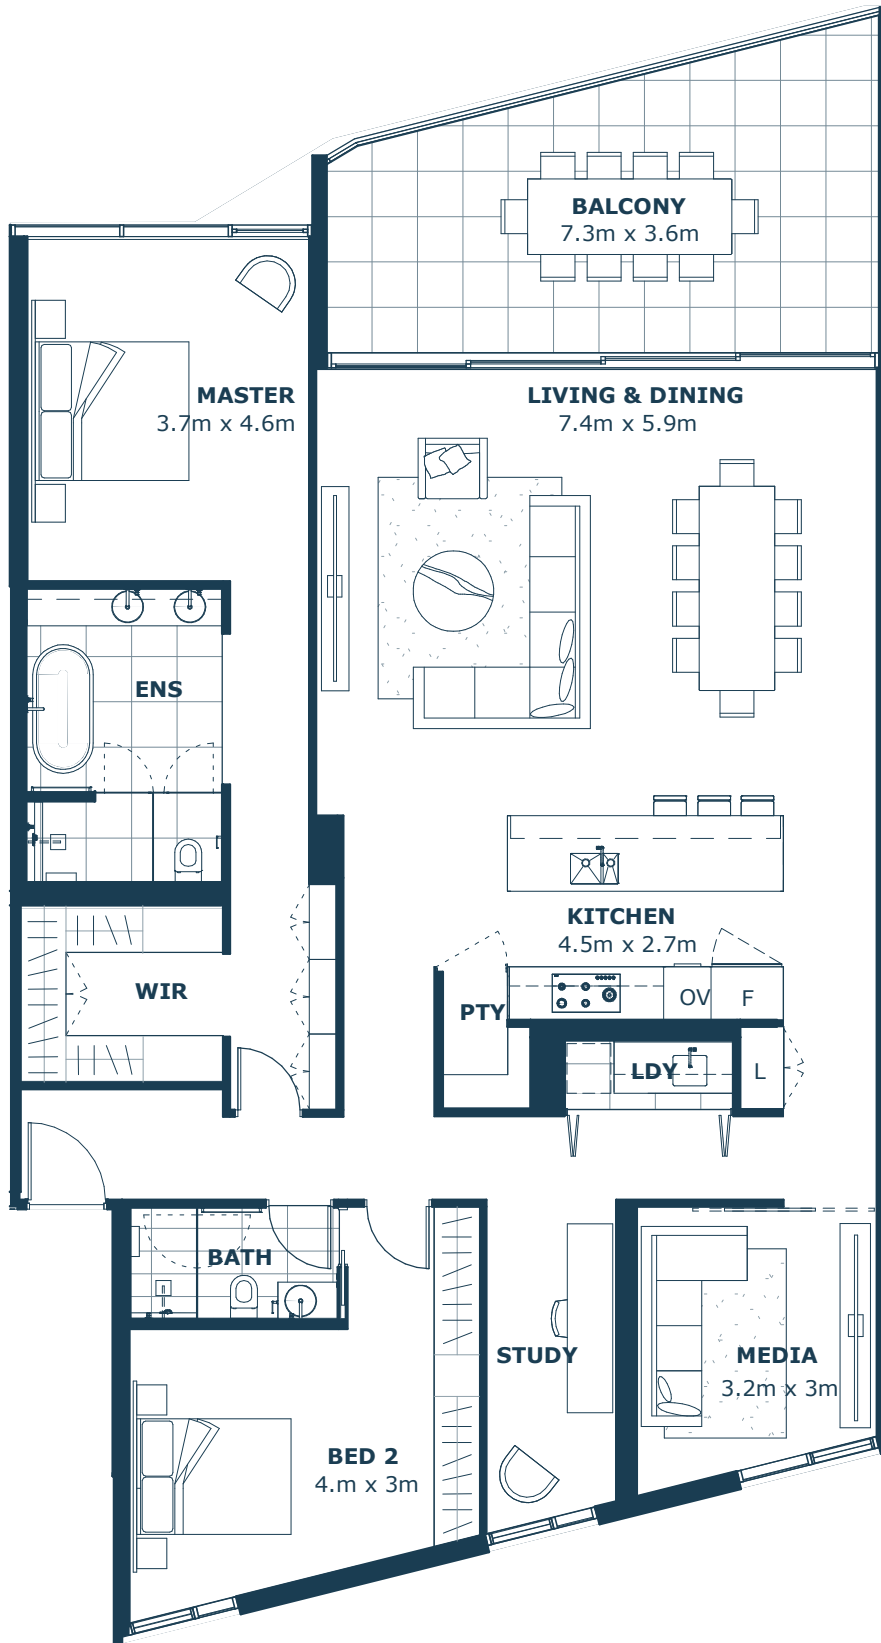 BALCONY
7.3m x 3.6m
MASTER
3.7m x 4.6m
LIVING & DINING
7.4m x 5.9m
ENS
KITCHEN
4.5m x 2.7m
WIR
PTY
OV
F
LDY
L
BATH
STUDY
MEDIA
3.2m x 3m
BED 2
4.m x 3m